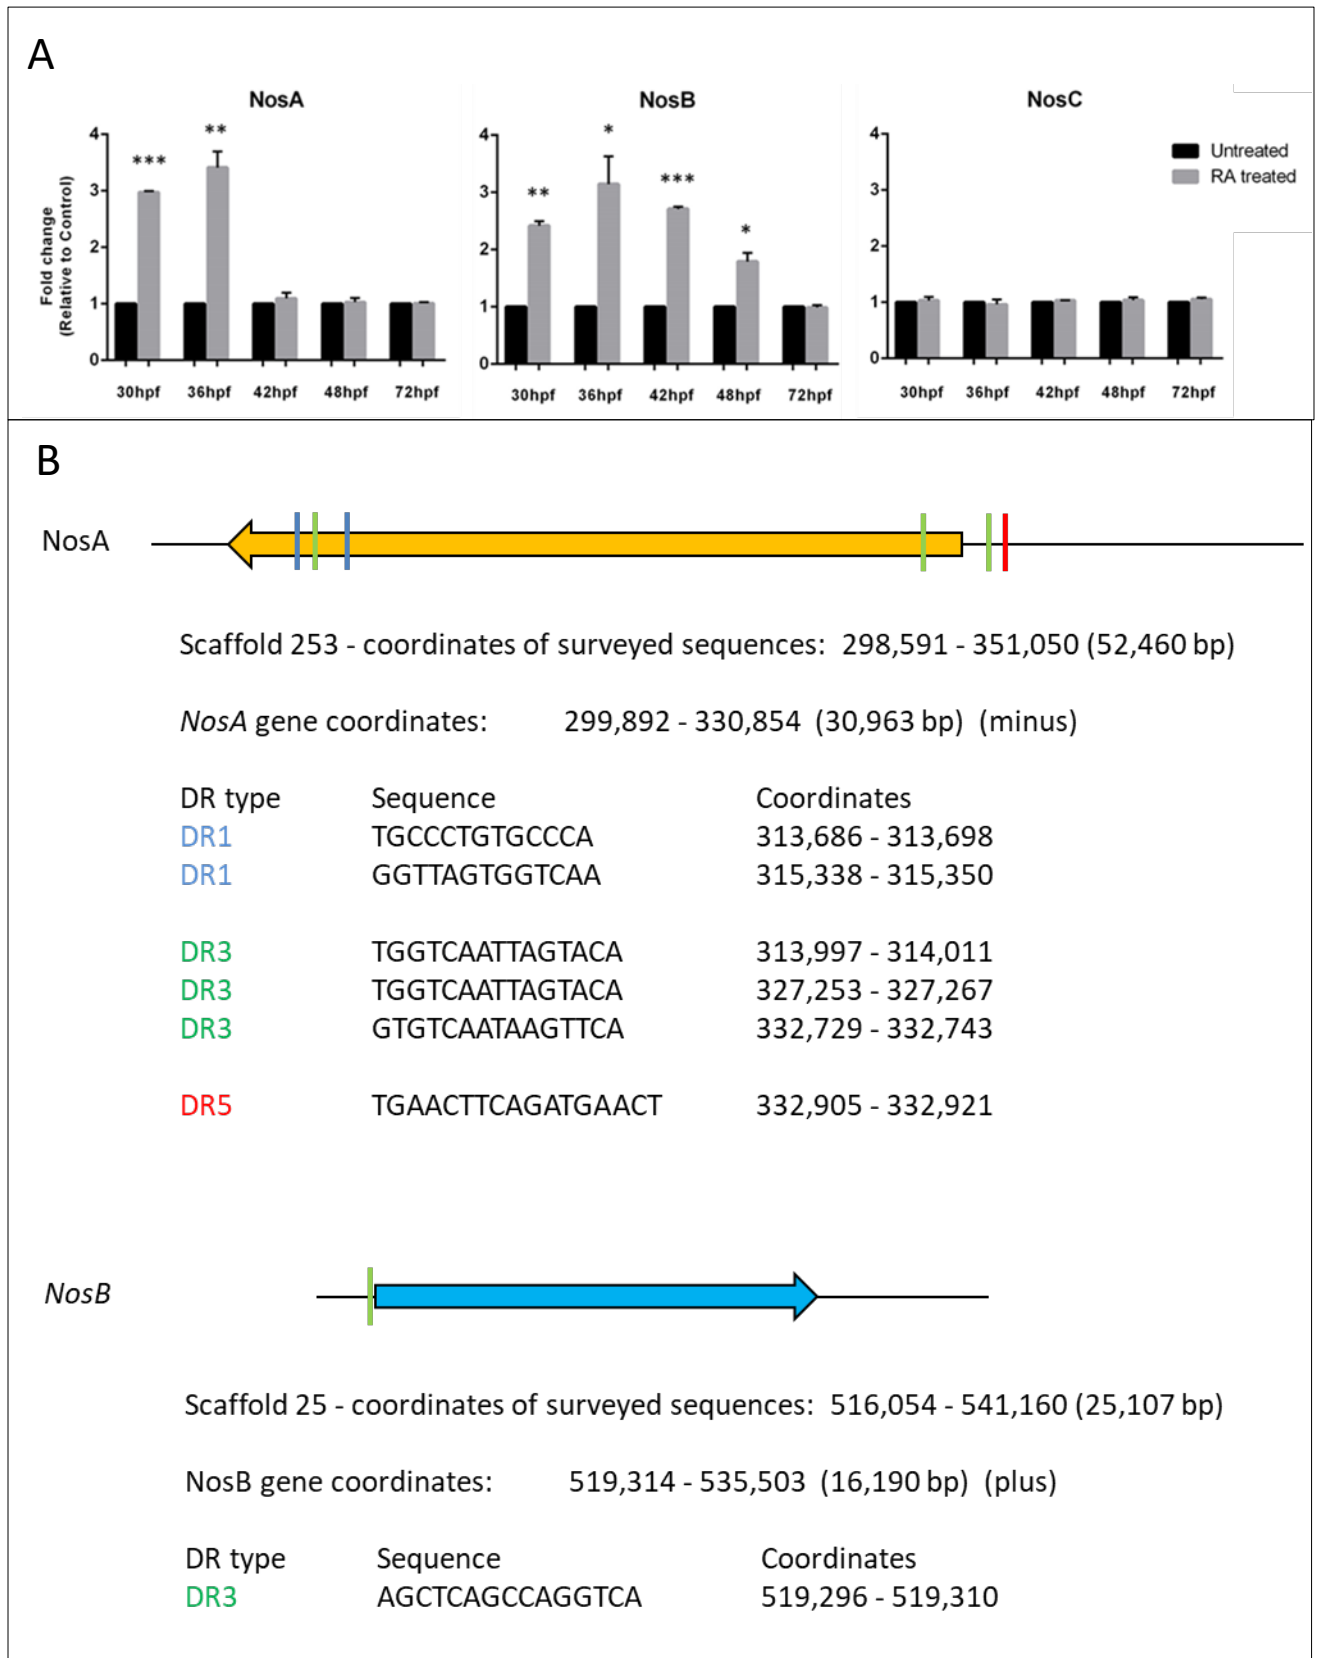 A
NosA
NosB
NosC
Fold change
(Relative to Control)
4
3
2
1
0
***
**
30hpf 36hpf 42hpf 48hpf 72hpf
4
3
2
1
0
**
*
***
*
30hpf 36hpf 42hpf 48hpf 72hpf
4
3
2
1
0
30hpf 36hpf 42hpf 48hpf 72hpf
Untreated
RA treated
B
NosA
Scaffold 253 - coordinates of surveyed sequences: 298,591 - 351,050 (52,460 bp)
NosA gene coordinates: 299,892 - 330,854 (30,963 bp) (minus)
DR type Sequence Coordinates
DR1 TGCCCTGTGCCCA 313,686 - 313,698
DR1 GGTTAGTGGTCAA 315,338 - 315,350
DR3 TGGTCAATTAGTACA 313,997 - 314,011
DR3 TGGTCAATTAGTACA 327,253 - 327,267
DR3 GTGTCAATAAGTTCA 332,729 - 332,743
DR5 TGAACTTCAGATGAACT 332,905 - 332,921
NosB
Scaffold 25 - coordinates of surveyed sequences: 516,054 - 541,160 (25,107 bp)
NosB gene coordinates: 519,314 - 535,503 (16,190 bp) (plus)
DR type Sequence Coordinates
DR3 AGCTCAGCCAGGTCA 519,296 - 519,310